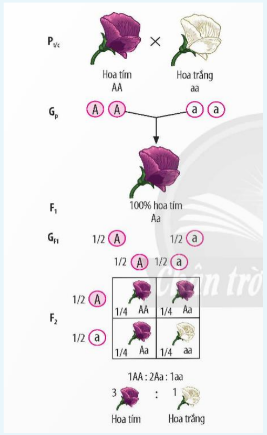 P t/c
×
Hoa tím Hoa trắng
AA aa
Gp A A a a
F1 100% hoa tím
Aa
GF1 1/2 A 1/2 a
1/2 A 1/2 a
1/2 A 1/4 AA 1/4 Aa
F2
1/2 a 1/4 Aa 1/4 aa
1AA : 2Aa : 1aa
3 : 1
Hoa tím Hoa trắng
Chân trờ